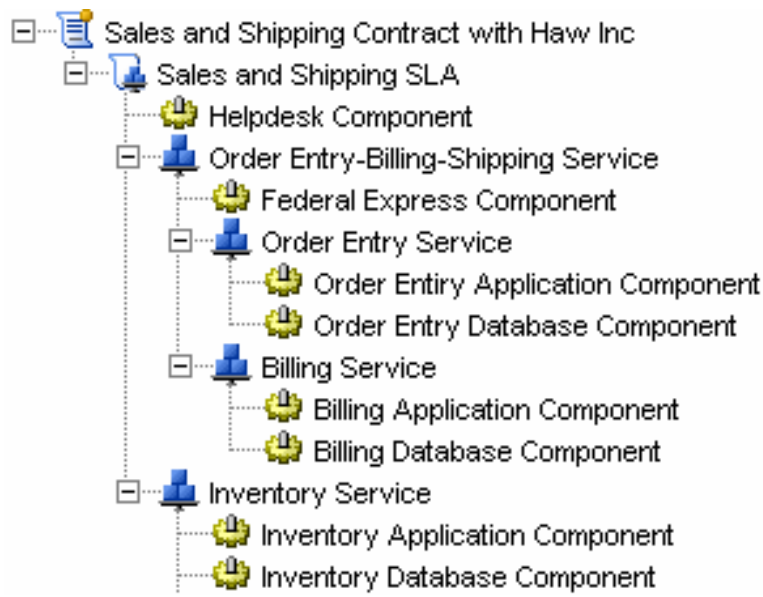 Sales and Shipping Contract with Haw Inc
Sales and Shipping SLA
Helpdesk Component
Order Entry-Billing-Shipping Service
Federal Express Component
Order Entry Service
Order Entiry Application Component
Order Entry Database Component
Billing Service
Billing Application Component
Billing Database Component
Inventory Service
Inventory Application Component
Inventory Database Component